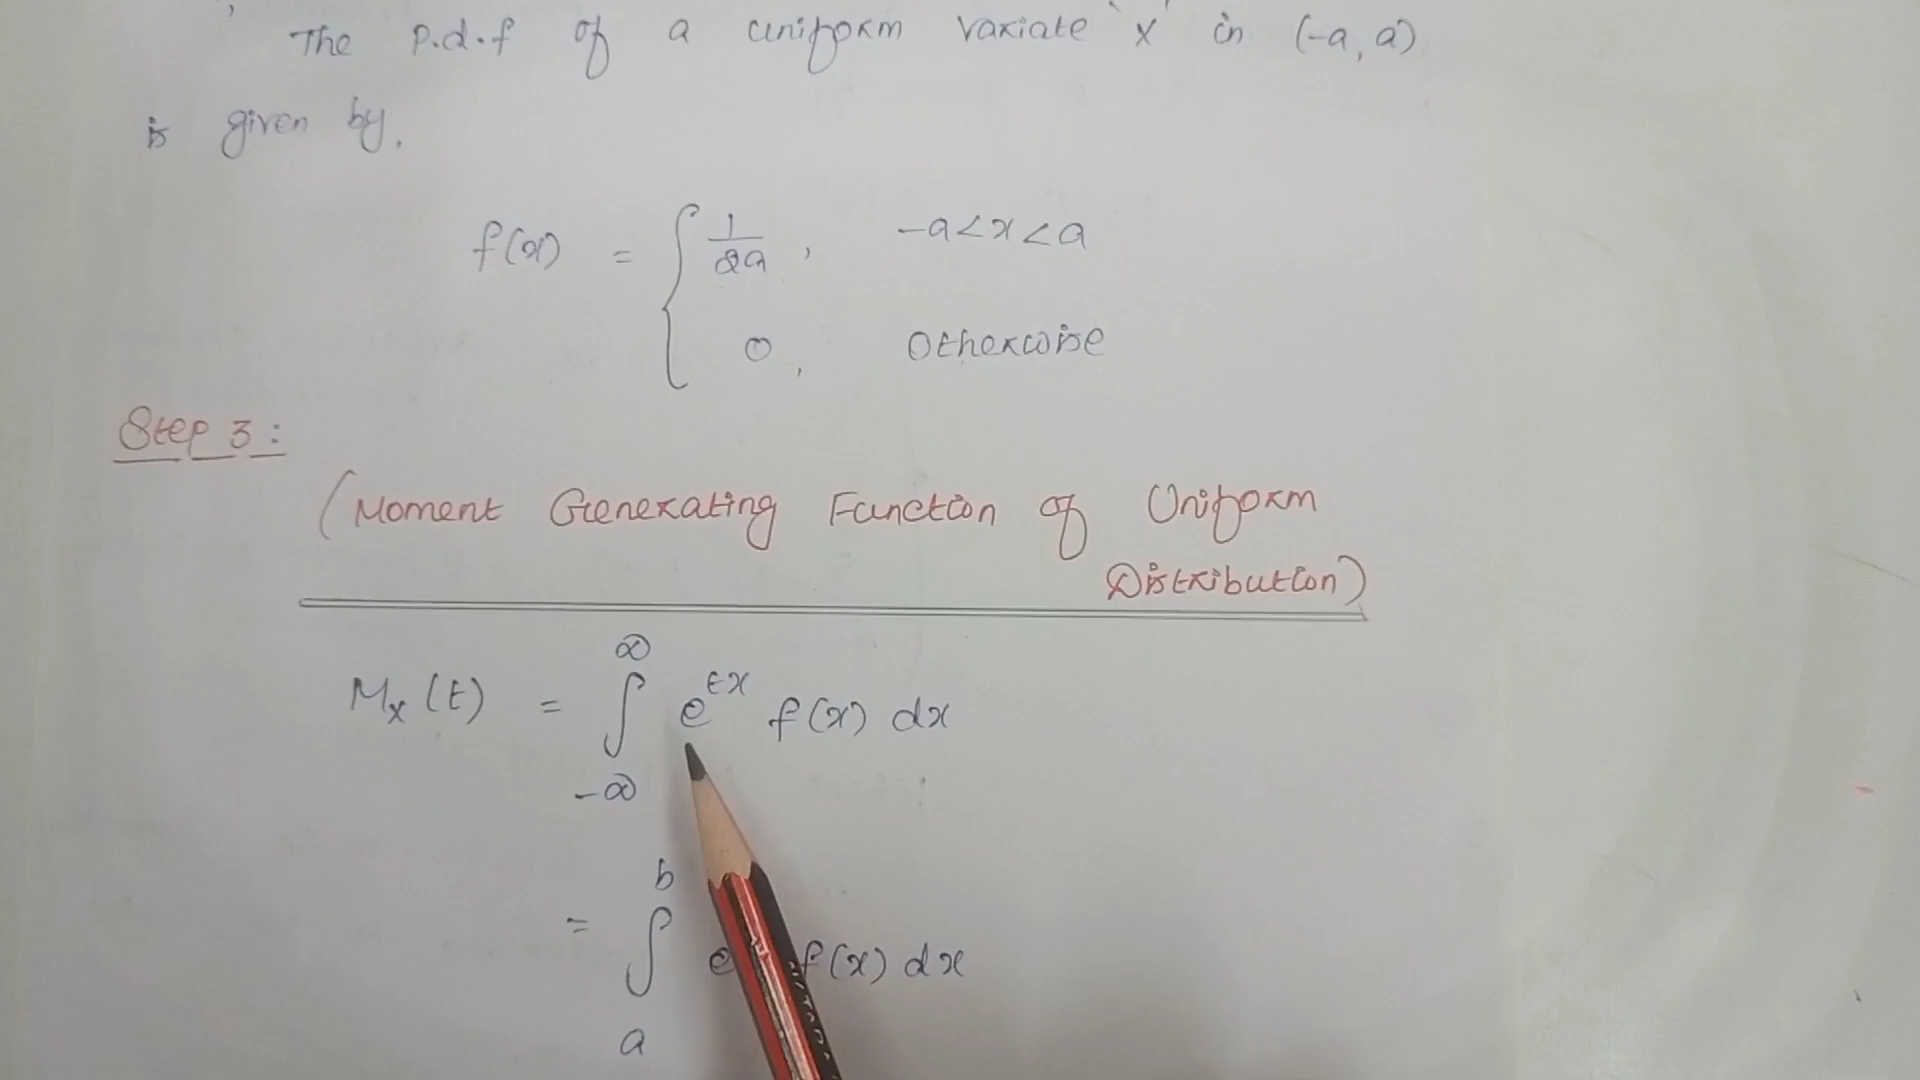 The p.d.f of a uniform variate 'X' in (-a, a)
is given by,
f(x) = { 1/2a , -a<x<a
0 , Otherwise
Step 3 :
(Moment Generating Function of Uniform
Distribution)
M_x (t) = ∫_{-∞}^{∞} e^{tx} f(x) dx
= ∫_{a}^{b} e f(x) dx